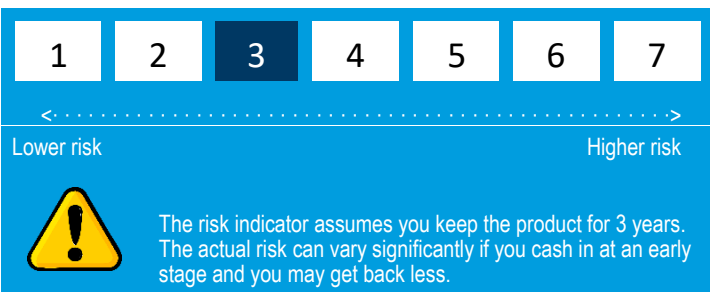 1 2 3 4 5 6 7
Lower risk Higher risk
!
The risk indicator assumes you keep the product for 3 years.
The actual risk can vary significantly if you cash in at an early
stage and you may get back less.